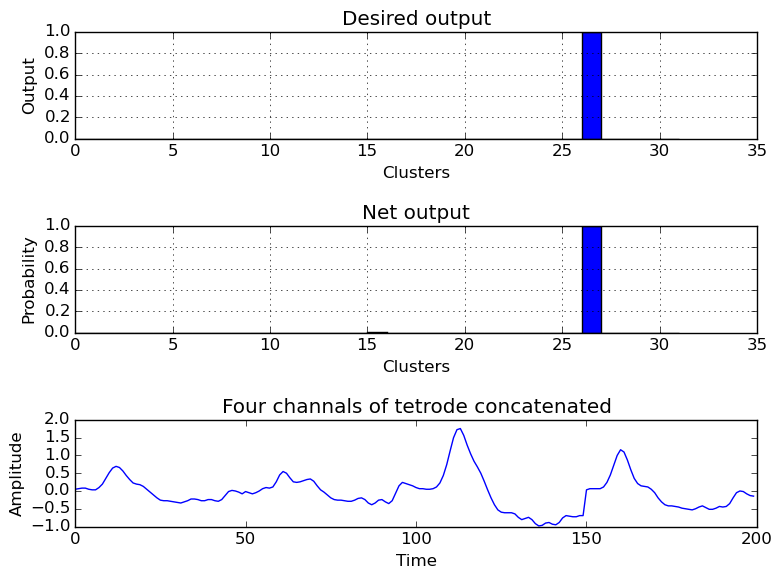 Desired output
1.0
0.8
0.6
0.4
0.2
0.0
Output
0 5 10 15 20 25 30 35
Clusters
Net output
1.0
0.8
0.6
0.4
0.2
0.0
Probability
0 5 10 15 20 25 30 35
Clusters
Four channals of tetrode concatenated
2.0
1.5
1.0
0.5
0.0
−0.5
−1.0
Amplitude
0 50 100 150 200
Time